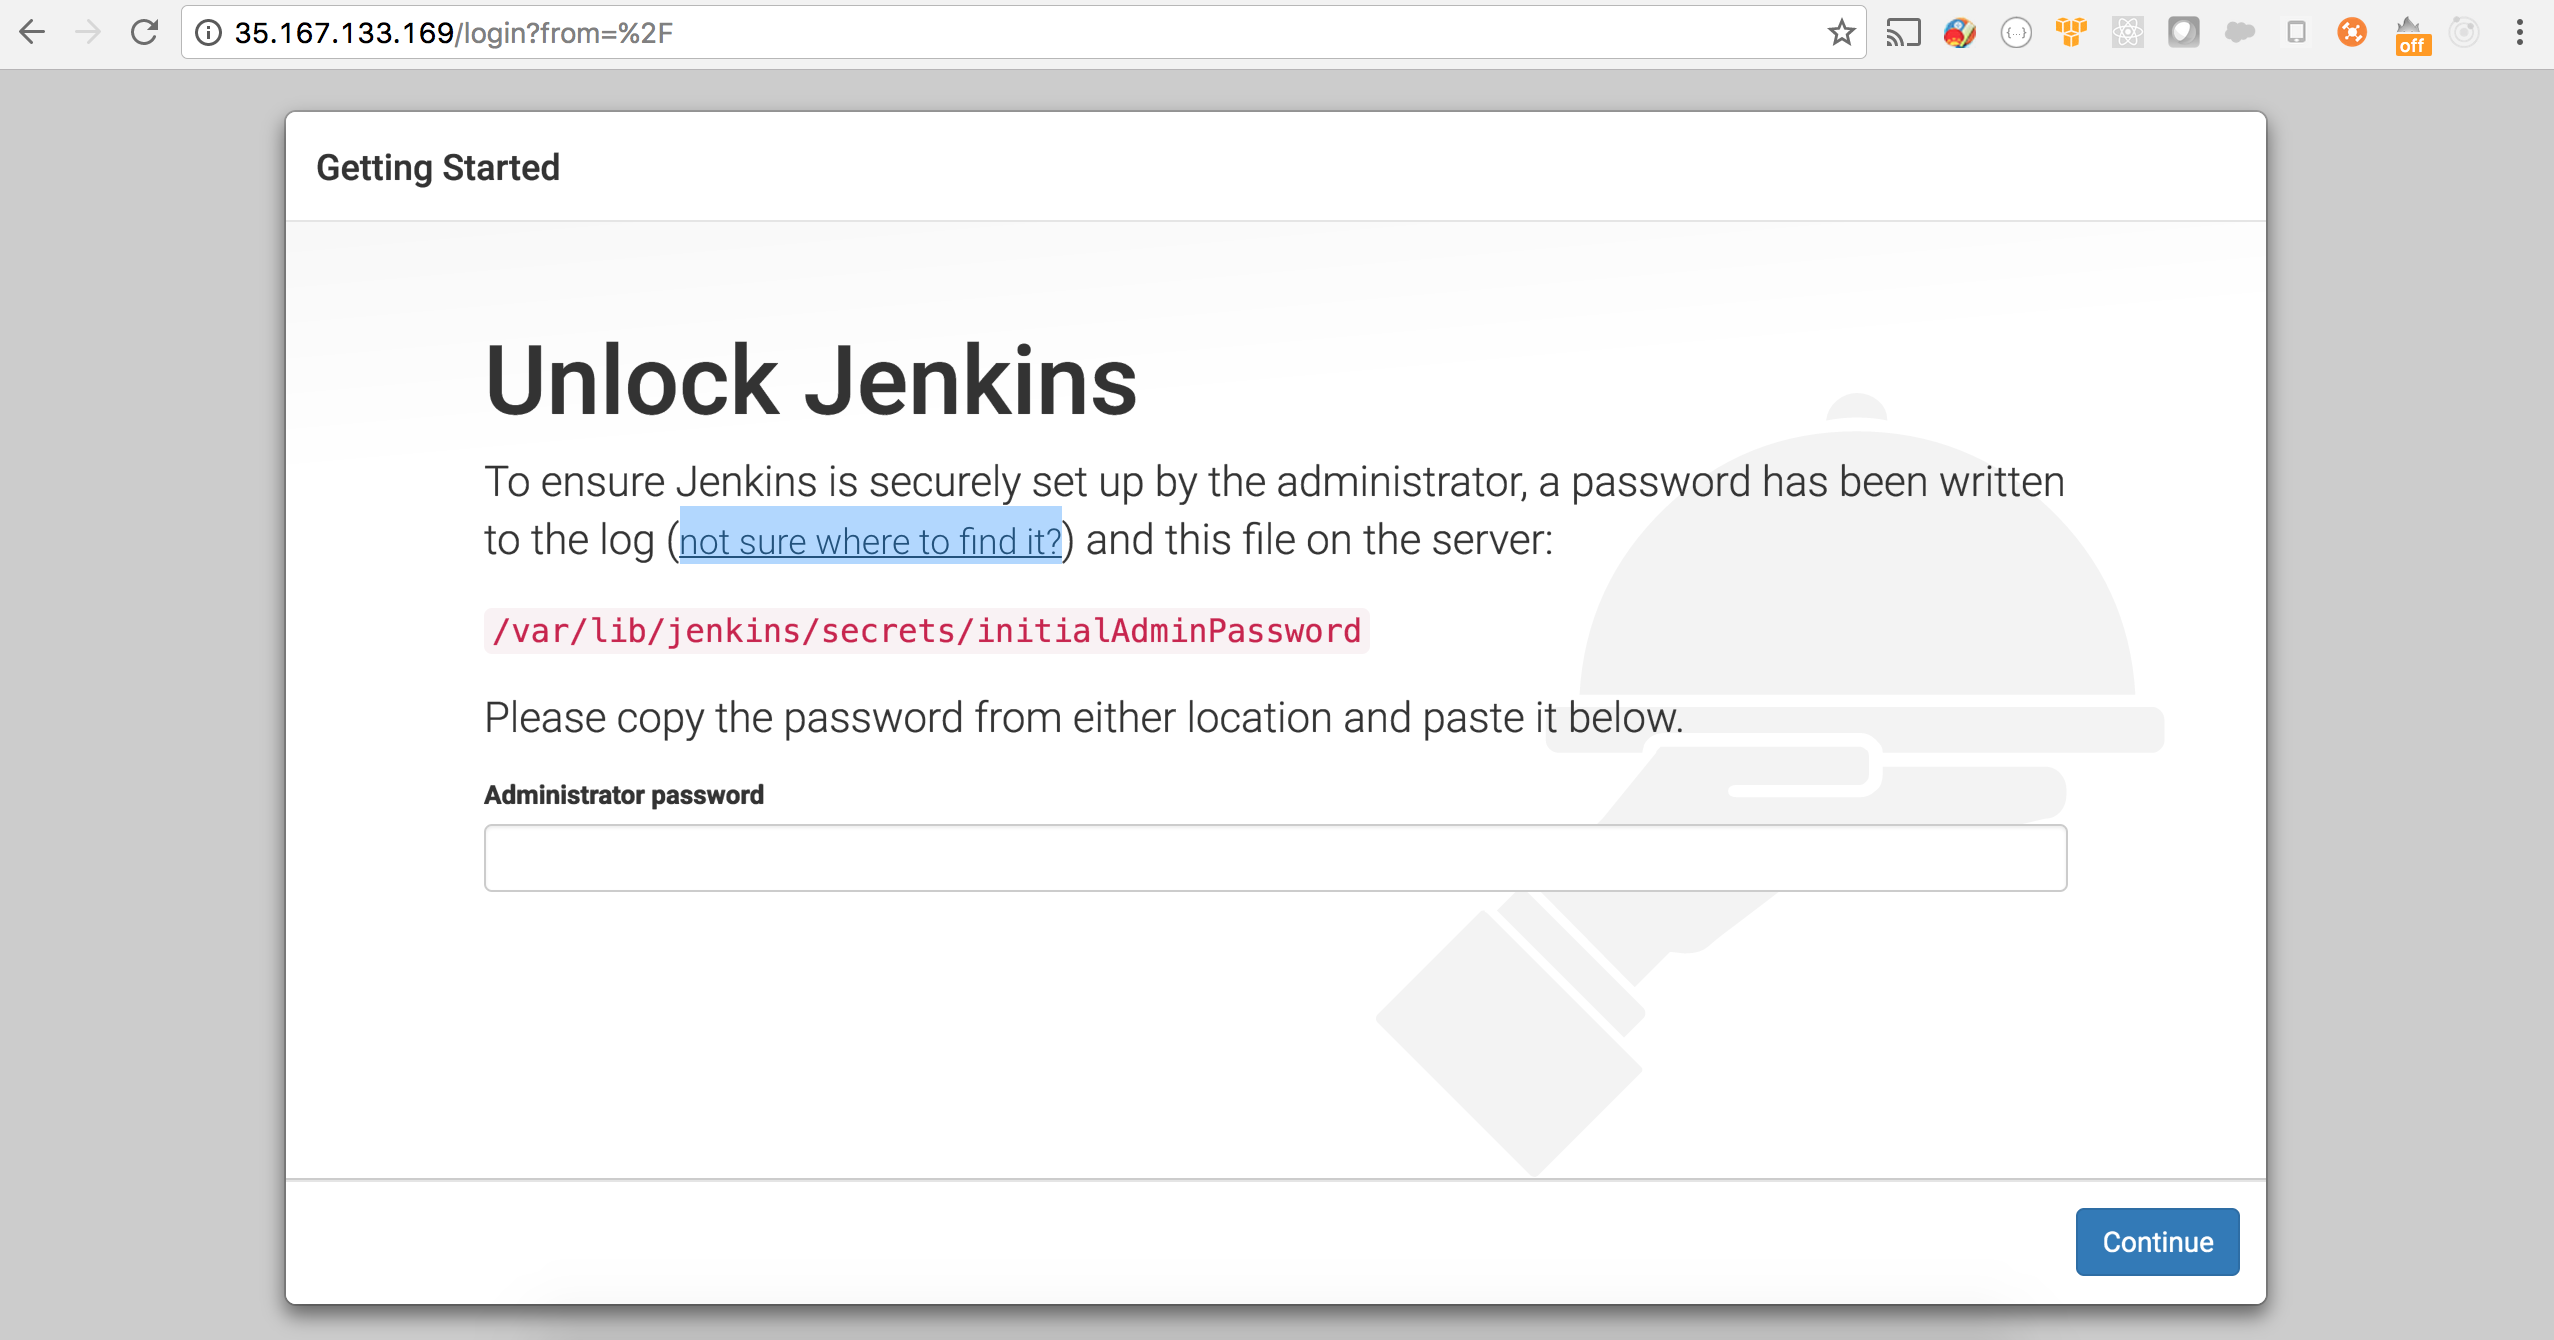 35.167.133.169/login?from=%2F
off
Getting Started
Unlock Jenkins
To ensure Jenkins is securely set up by the administrator, a password has been written
to the log (not sure where to find it?) and this file on the server:
/var/lib/jenkins/secrets/initialAdminPassword
Please copy the password from either location and paste it below.
Administrator password
Continue